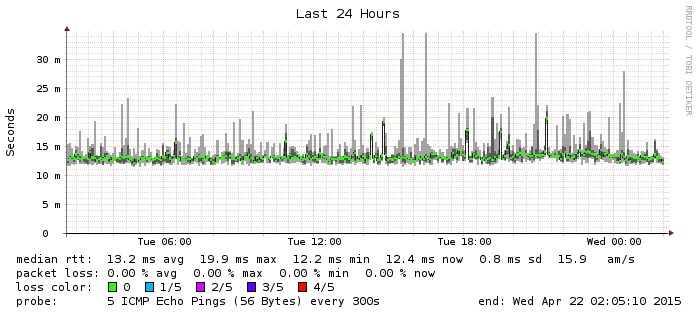 Last 24 Hours
RRDTOOL / TOBI OETIKER
Seconds
30 m
25 m
20 m
15 m
10 m
5 m
0
Tue 06:00 Tue 12:00 Tue 18:00 Wed 00:00
median rtt: 13.2 ms avg 19.9 ms max 12.2 ms min 12.4 ms now 0.8 ms sd 15.9 am/s
packet loss: 0.00 % avg 0.00 % max 0.00 % min 0.00 % now
loss color: 0 1/5 2/5 3/5 4/5
probe: 5 ICMP Echo Pings (56 Bytes) every 300s end: Wed Apr 22 02:05:10 2015